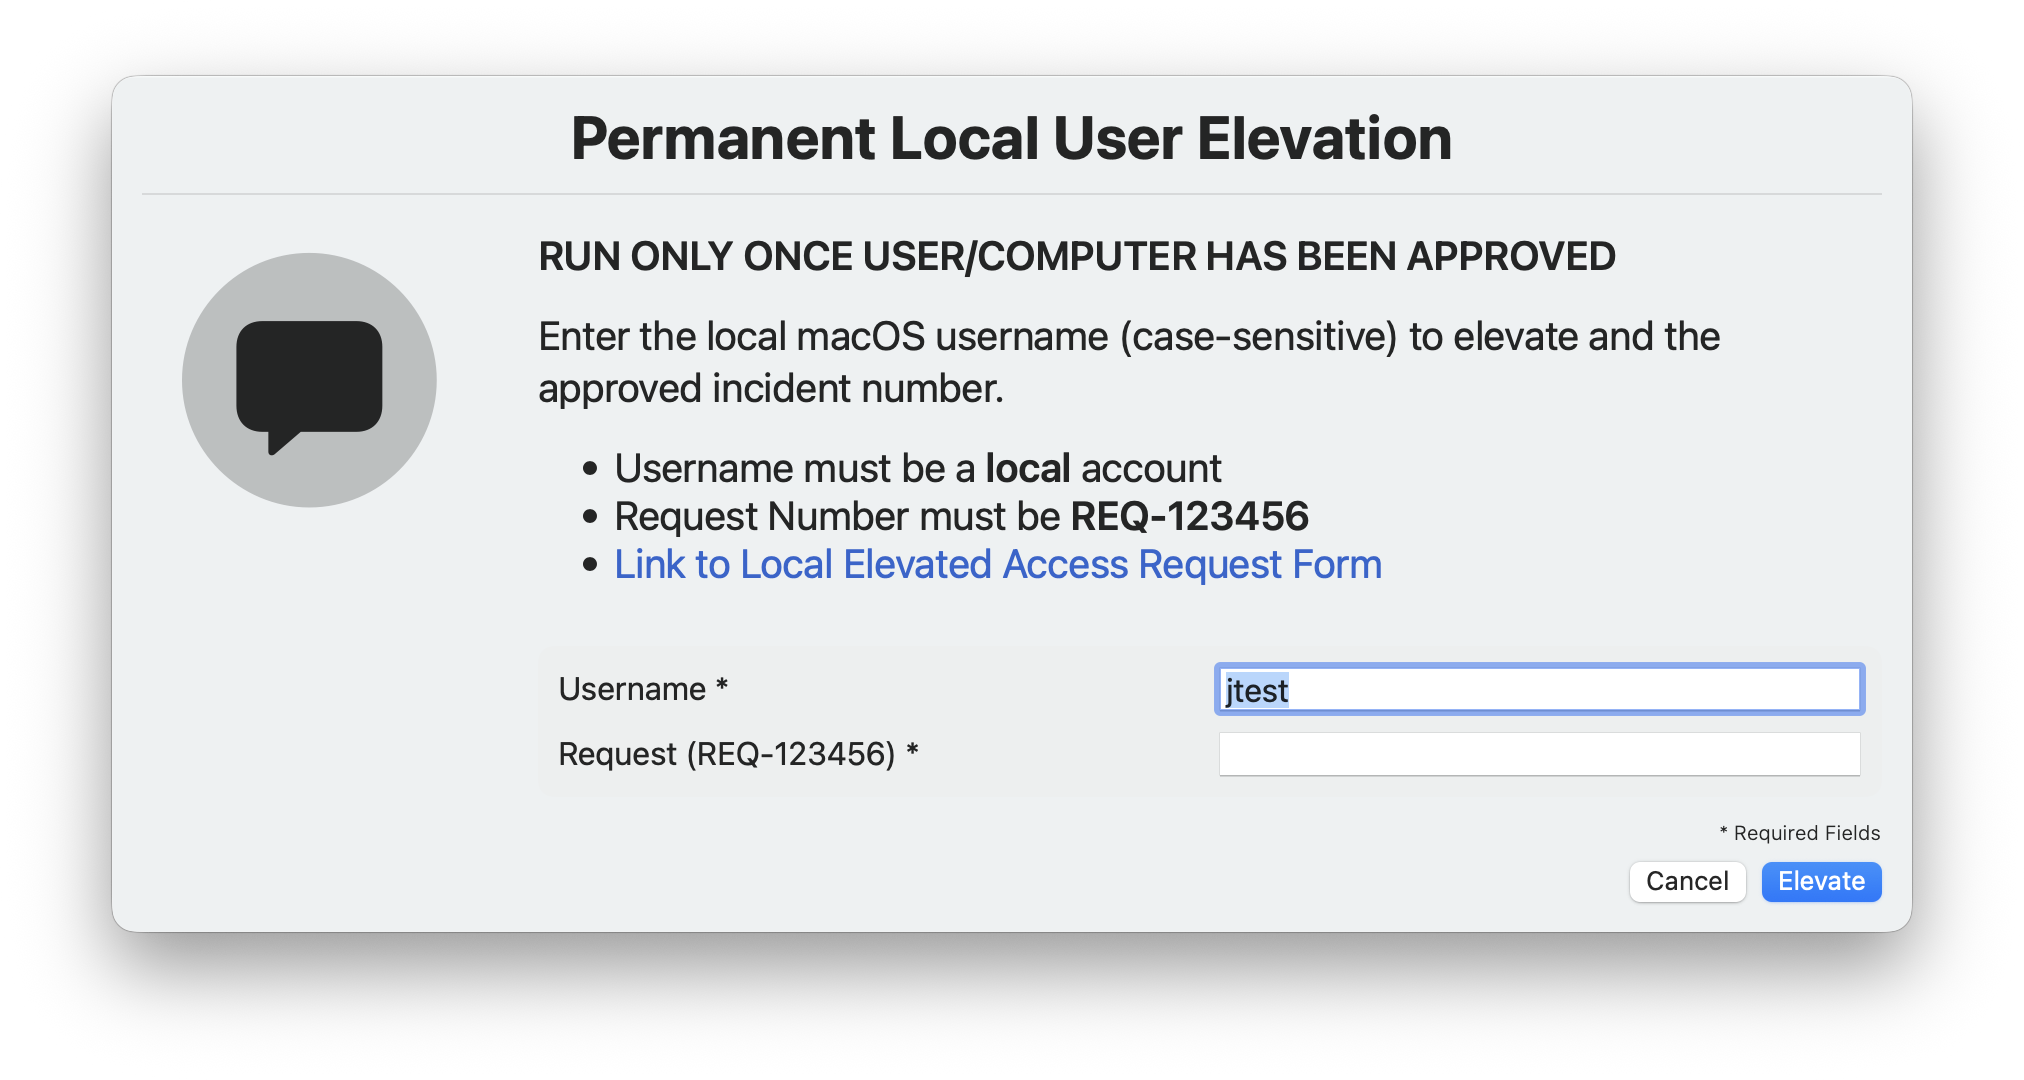 Permanent Local User Elevation
RUN ONLY ONCE USER/COMPUTER HAS BEEN APPROVED
Enter the local macOS username (case-sensitive) to elevate and the
approved incident number.
• Username must be a local account
• Request Number must be REQ-123456
• Link to Local Elevated Access Request Form
Username * jtest
Request (REQ-123456) *
* Required Fields
Cancel Elevate